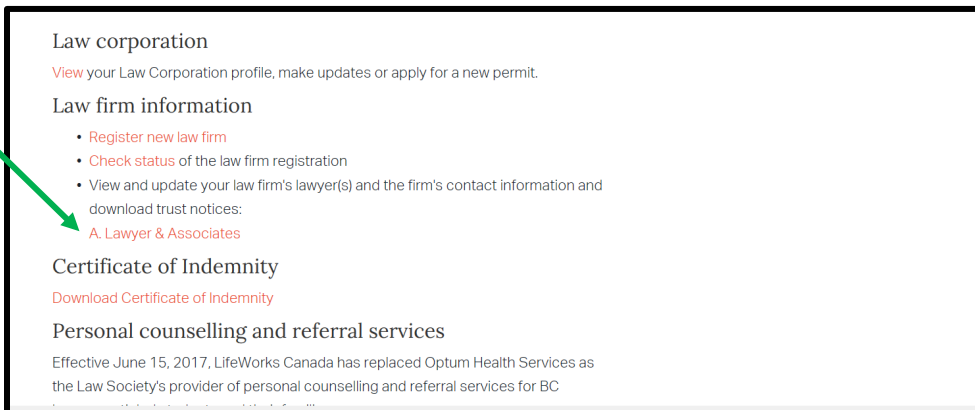 Law corporation
View your Law Corporation profile, make updates or apply for a new permit.
Law firm information
• Register new law firm
• Check status of the law firm registration
• View and update your law firm's lawyer(s) and the firm's contact information and
download trust notices:
A. Lawyer & Associates
Certificate of Indemnity
Download Certificate of Indemnity
Personal counselling and referral services
Effective June 15, 2017, LifeWorks Canada has replaced Optum Health Services as
the Law Society's provider of personal counselling and referral services for BC